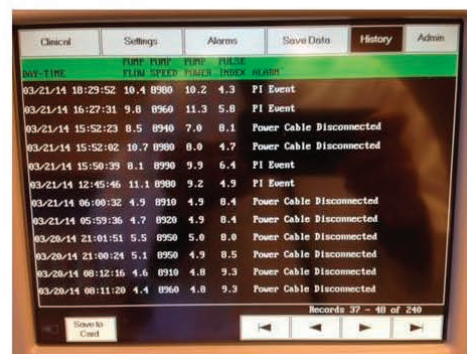 Clinical Settings Alarms Save Data History Admin
PUMP PUMP PUMP PULSE
DAY-TIME FLOW SPEED POWER INDEX ALARM
03/21/14 18:29:52 10.4 8980 10.2 4.3 PI Event
03/21/14 16:27:31 9.8 8960 11.3 5.8 PI Event
03/21/14 15:52:23 8.5 8940 7.0 8.1 Power Cable Disconnected
03/21/14 15:52:02 10.7 8980 8.0 4.7 Power Cable Disconnected
03/21/14 15:50:39 8.1 8990 9.9 6.4 PI Event
03/21/14 12:45:46 11.1 8980 9.2 4.9 PI Event
03/21/14 06:00:32 4.9 8910 4.9 8.4 Power Cable Disconnected
03/21/14 05:59:36 4.7 8920 4.9 8.4 Power Cable Disconnected
03/20/14 21:01:51 5.5 8950 5.0 8.0 Power Cable Disconnected
03/20/14 21:00:24 5.1 8950 4.9 8.5 Power Cable Disconnected
03/20/14 08:12:16 4.6 8910 4.8 9.3 Power Cable Disconnected
03/20/14 08:11:20 4.4 8960 4.8 9.3 Power Cable Disconnected
Records 37 - 48 of 240
Save to
Card